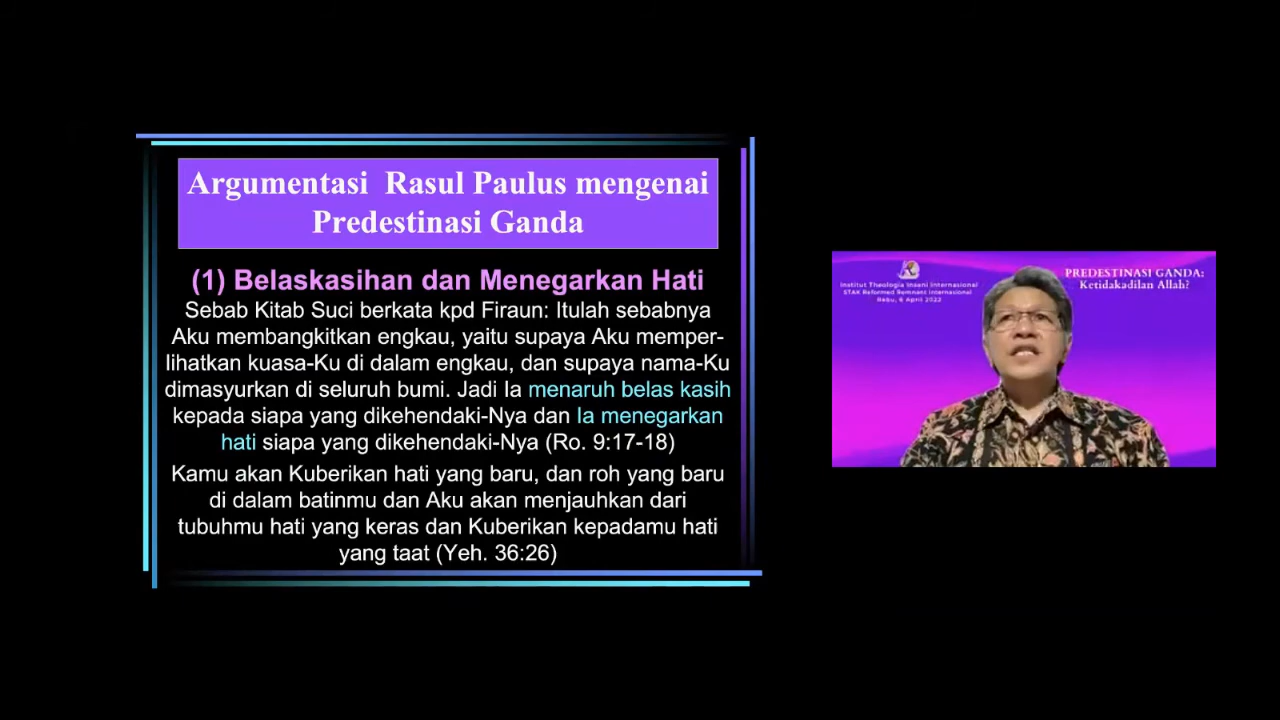 Argumentasi Rasul Paulus mengenai
Predestinasi Ganda
(1) Belaskasihan dan Menegarkan Hati
Sebab Kitab Suci berkata kpd Firaun: Itulah sebabnya
Aku membangkitkan engkau, yaitu supaya Aku memper-
lihatkan kuasa-Ku di dalam engkau, dan supaya nama-Ku
dimasyurkan di seluruh bumi. Jadi Ia menaruh belas kasih
kepada siapa yang dikehendaki-Nya dan Ia menegarkan
hati siapa yang dikehendaki-Nya (Ro. 9:17-18)
Kamu akan Kuberikan hati yang baru, dan roh yang baru
di dalam batinmu dan Aku akan menjauhkan dari
tubuhmu hati yang keras dan Kuberikan kepadamu hati
yang taat (Yeh. 36:26)
Institut Theologia Inseni Internasional
STAK Reformed Remnant Internasional
Rabu, 6 April 2022
PREDESTINASI GANDA:
Ketidakadilan Allah?